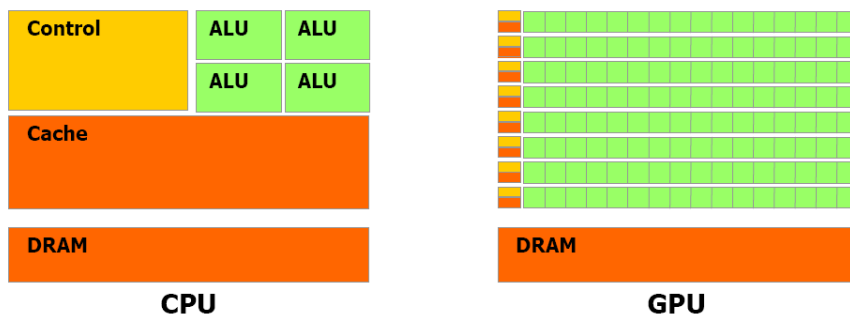 Control
ALU ALU
ALU ALU
Cache
DRAM
CPU
DRAM
GPU